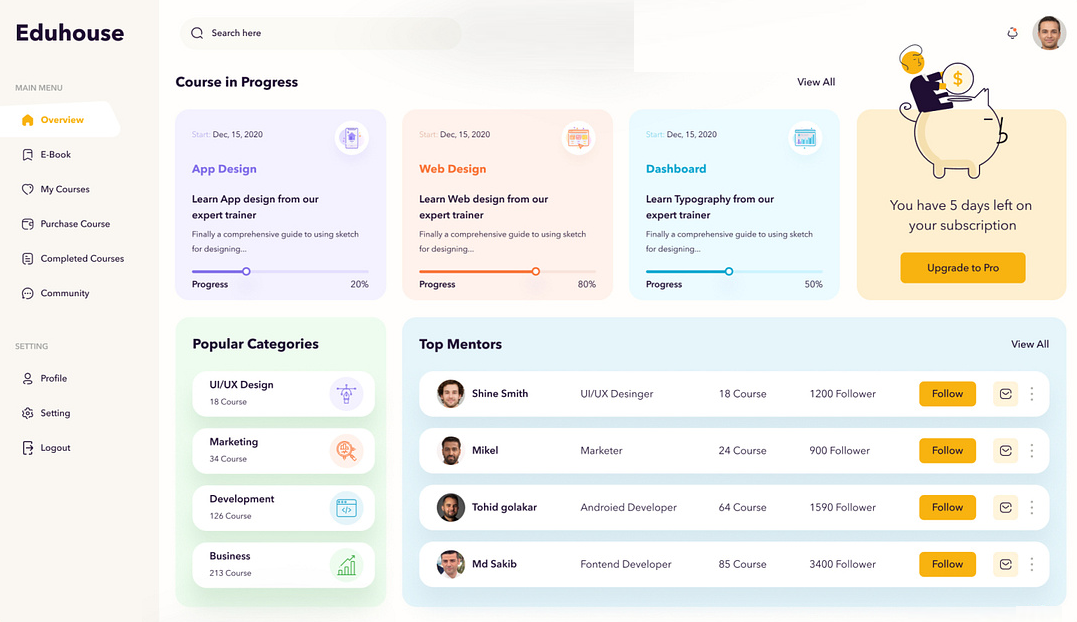 Eduhouse
Search here
MAIN MENU
Overview
E-Book
My Courses
Purchase Course
Completed Courses
Community
SETTING
Profile
Setting
Logout
Course in Progress
View All
Start: Dec, 15, 2020
App Design
Learn App design from our
expert trainer
Finally a comprehensive guide to using sketch
for designing...
Progress
20%
Start: Dec, 15, 2020
Web Design
Learn Web design from our
expert trainer
Finally a comprehensive guide to using sketch
for designing...
Progress
80%
Start: Dec, 15, 2020
Dashboard
Learn Typography from our
expert trainer
Finally a comprehensive guide to using sketch
for designing...
Progress
50%
$
You have 5 days left on
your subscription
Upgrade to Pro
Popular Categories
UI/UX Design
18 Course
Marketing
34 Course
Development
126 Course
Business
213 Course
Top Mentors
View All
Shine Smith UI/UX Desinger 18 Course 1200 Follower Follow
Mikel Marketer 24 Course 900 Follower Follow
Tohid golakar Andrioed Developer 64 Course 1590 Follower Follow
Md Sakib Fontend Developer 85 Course 3400 Follower Follow